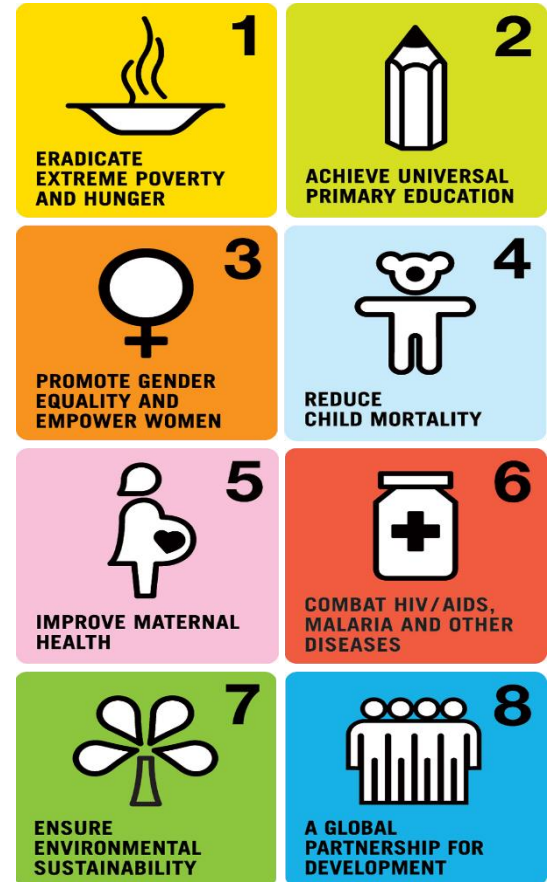 1
ERADICATE
EXTREME POVERTY
AND HUNGER
2
ACHIEVE UNIVERSAL
PRIMARY EDUCATION
3
PROMOTE GENDER
EQUALITY AND
EMPOWER WOMEN
4
REDUCE
CHILD MORTALITY
5
IMPROVE MATERNAL
HEALTH
6
COMBAT HIV/AIDS,
MALARIA AND OTHER
DISEASES
7
ENSURE
ENVIRONMENTAL
SUSTAINABILITY
8
A GLOBAL
PARTNERSHIP FOR
DEVELOPMENT